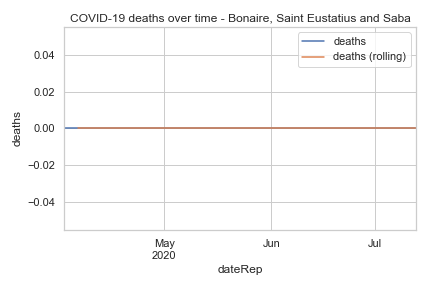 COVID-19 deaths over time - Bonaire, Saint Eustatius and Saba
deaths
deaths (rolling)
0.04
0.02
0.00
−0.02
−0.04
deaths
May
2020
Jun
Jul
dateRep